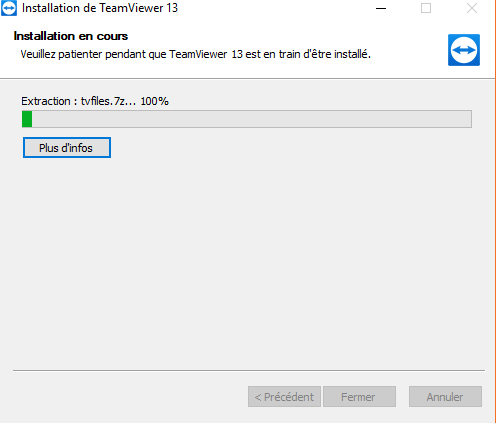 Installation de TeamViewer 13
Installation en cours
Veuillez patienter pendant que TeamViewer 13 est en train d'être installé.
Extraction : tvfiles.7z... 100%
Plus d'infos
< Précédent Fermer Annuler